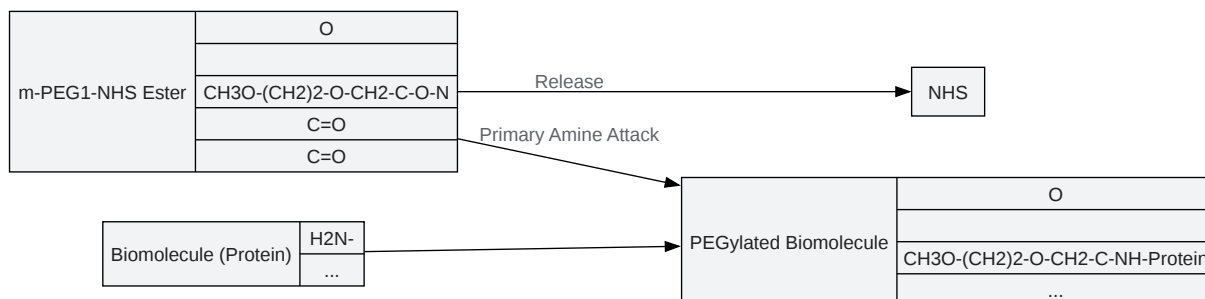 m-PEG1-NHS Ester
O
CH3O-(CH2)2-O-CH2-C-O-N
C=O
C=O
Release
NHS
Primary Amine Attack
Biomolecule (Protein)
H2N-
...
PEGylated Biomolecule
O
CH3O-(CH2)2-O-CH2-C-NH-Protein
...